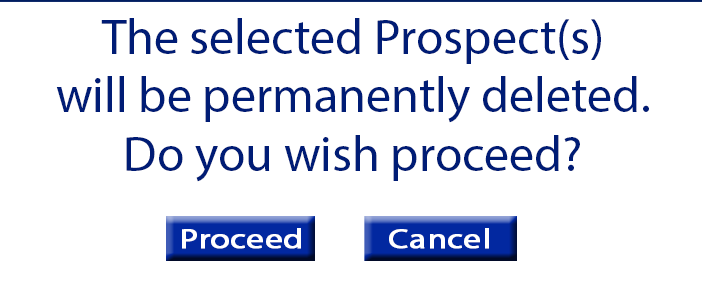 The selected Prospect(s)
will be permanently deleted.
Do you wish proceed?
Proceed Cancel